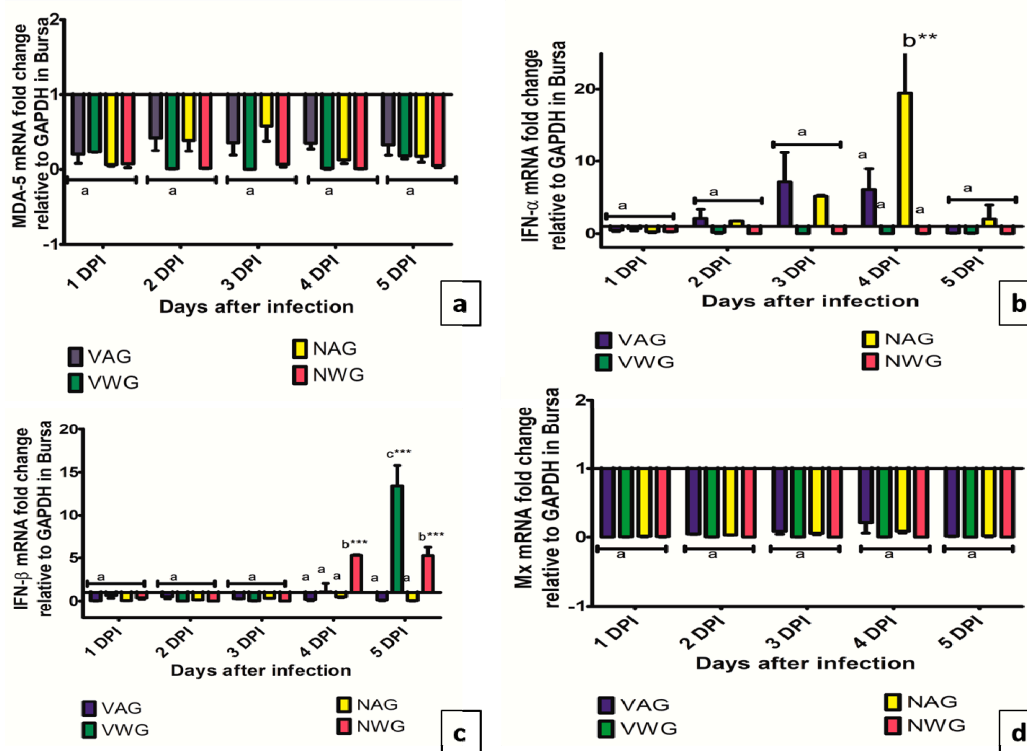 MDA-5 mRNA fold change
relative to GAPDH in Bursa
2
1
0
-1
a
a
a
a
a
1 DPI
2 DPI
3 DPI
4 DPI
5 DPI
Days after infection
a
VAG
VWG
NAG
NWG
IFN-α mRNA fold change
relative to GAPDH in Bursa
20
10
0
a
a
a
a
a
b**
a
a
1 DPI
2 DPI
3 DPI
4 DPI
5 DPI
Days after infection
b
VAG
VWG
NAG
NWG
IFN-β mRNA fold change
relative to GAPDH in Bursa
20
15
10
5
0
a
a
a
a
a
a
b***
a
c***
a
b***
1 DPI
2 DPI
3 DPI
4 DPI
5 DPI
Days after infection
c
VAG
VWG
NAG
NWG
Mx mRNA fold change
relative to GAPDH in Bursa
2
1
0
-1
a
a
a
a
a
1 DPI
2 DPI
3 DPI
4 DPI
5 DPI
Days after infection
d
VAG
VWG
NAG
NWG